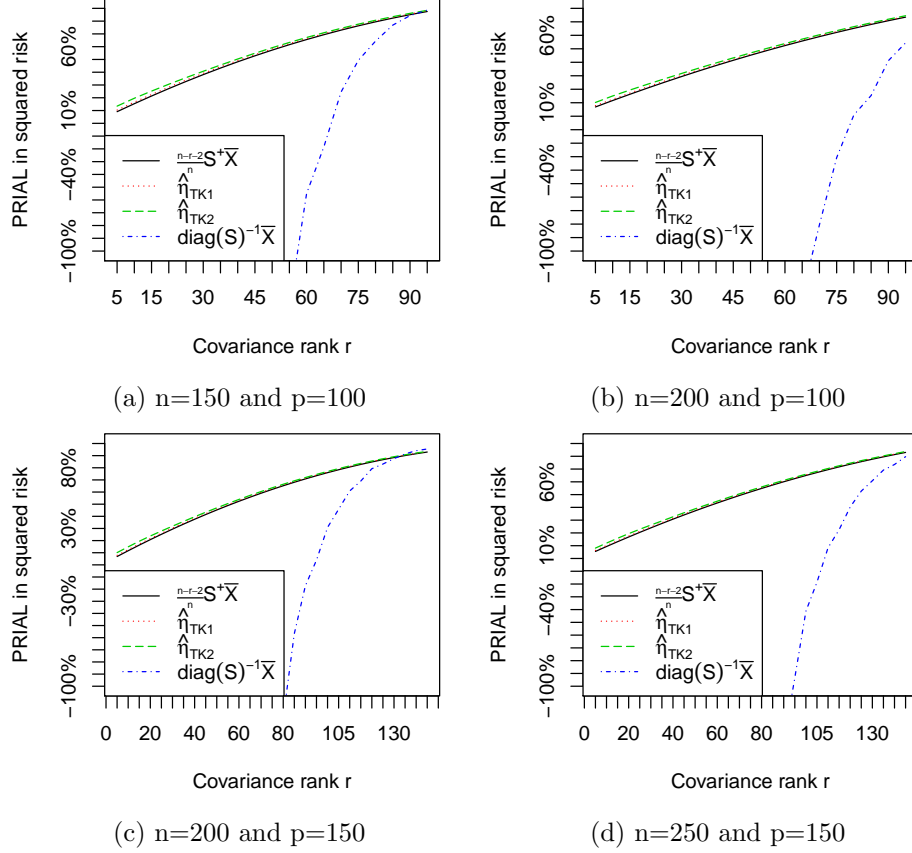 PRIAL in squared risk
−100% −40% 10% 60%
n−r−2/n S⁺X̅
η̂TK1
η̂TK2
diag(S)⁻¹X̅
5 15 30 45 60 75 90
Covariance rank r
(a) n=150 and p=100
PRIAL in squared risk
−100% −40% 10% 60%
n−r−2/n S⁺X̅
η̂TK1
η̂TK2
diag(S)⁻¹X̅
5 15 30 45 60 75 90
Covariance rank r
(b) n=200 and p=100
PRIAL in squared risk
−100% −30% 30% 80%
n−r−2/n S⁺X̅
η̂TK1
η̂TK2
diag(S)⁻¹X̅
0 20 40 60 80 105 130
Covariance rank r
(c) n=200 and p=150
PRIAL in squared risk
−100% −40% 10% 60%
n−r−2/n S⁺X̅
η̂TK1
η̂TK2
diag(S)⁻¹X̅
0 20 40 60 80 105 130
Covariance rank r
(d) n=250 and p=150